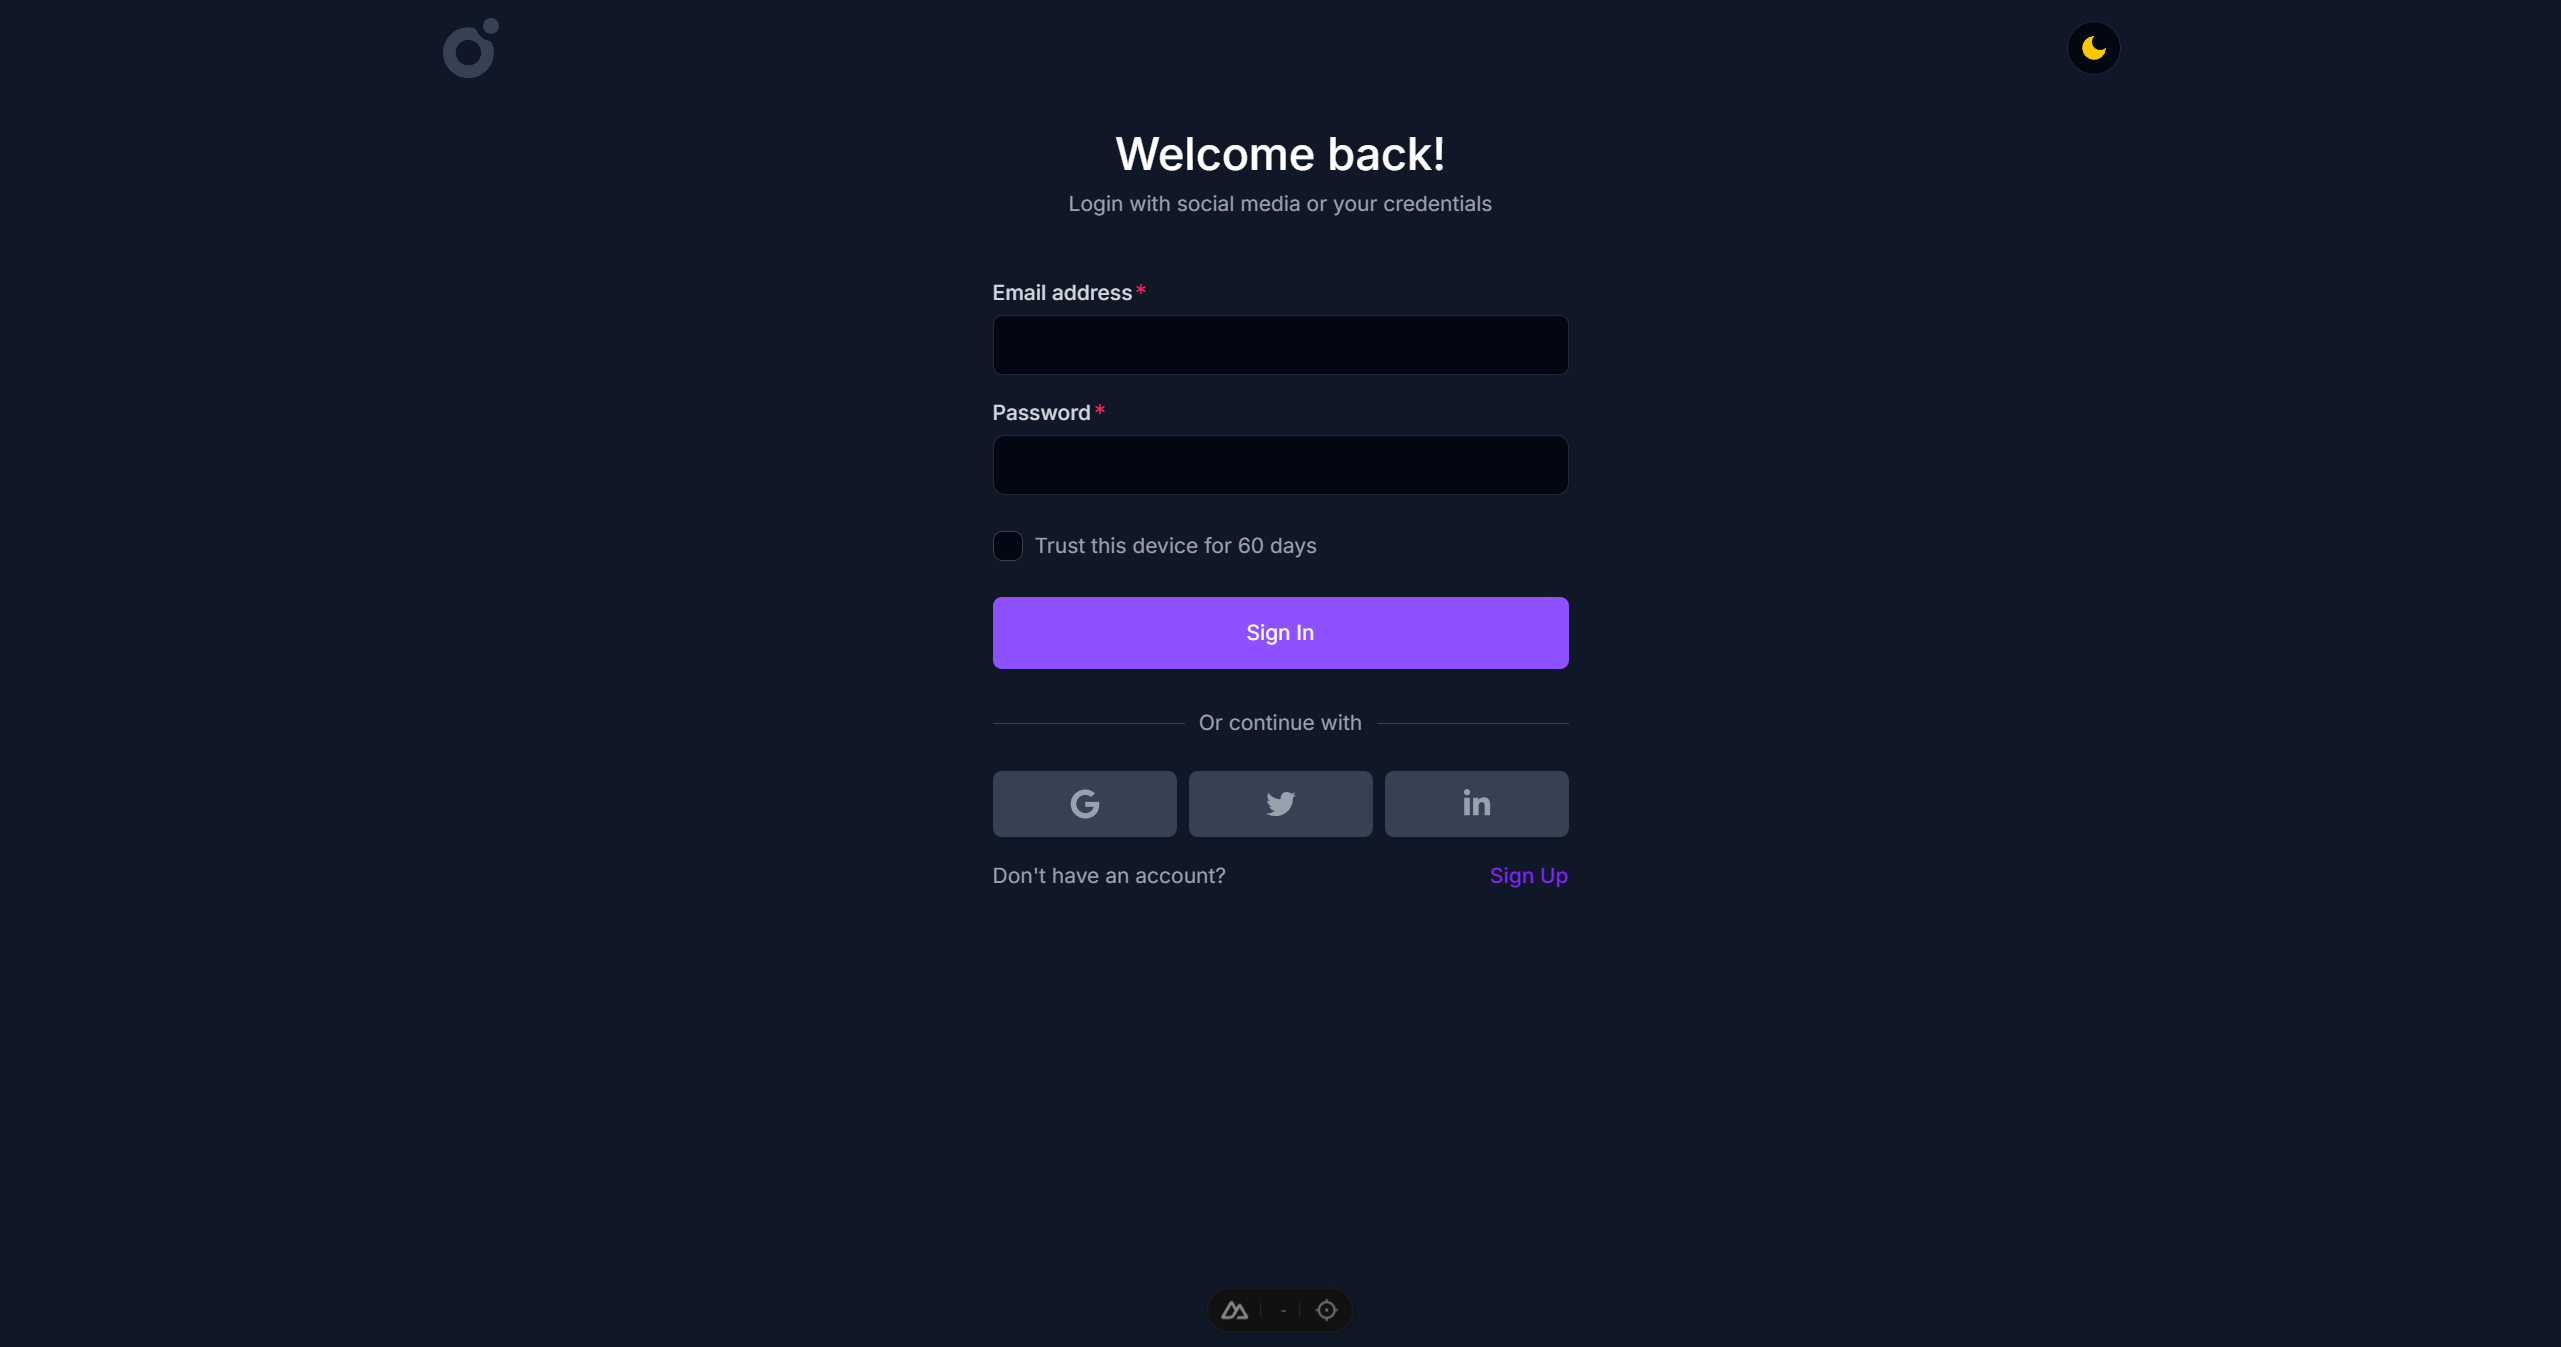 Welcome back!
Login with social media or your credentials
Email address*
Password*
Trust this device for 60 days
Sign In
Or continue with
Don't have an account?
Sign Up